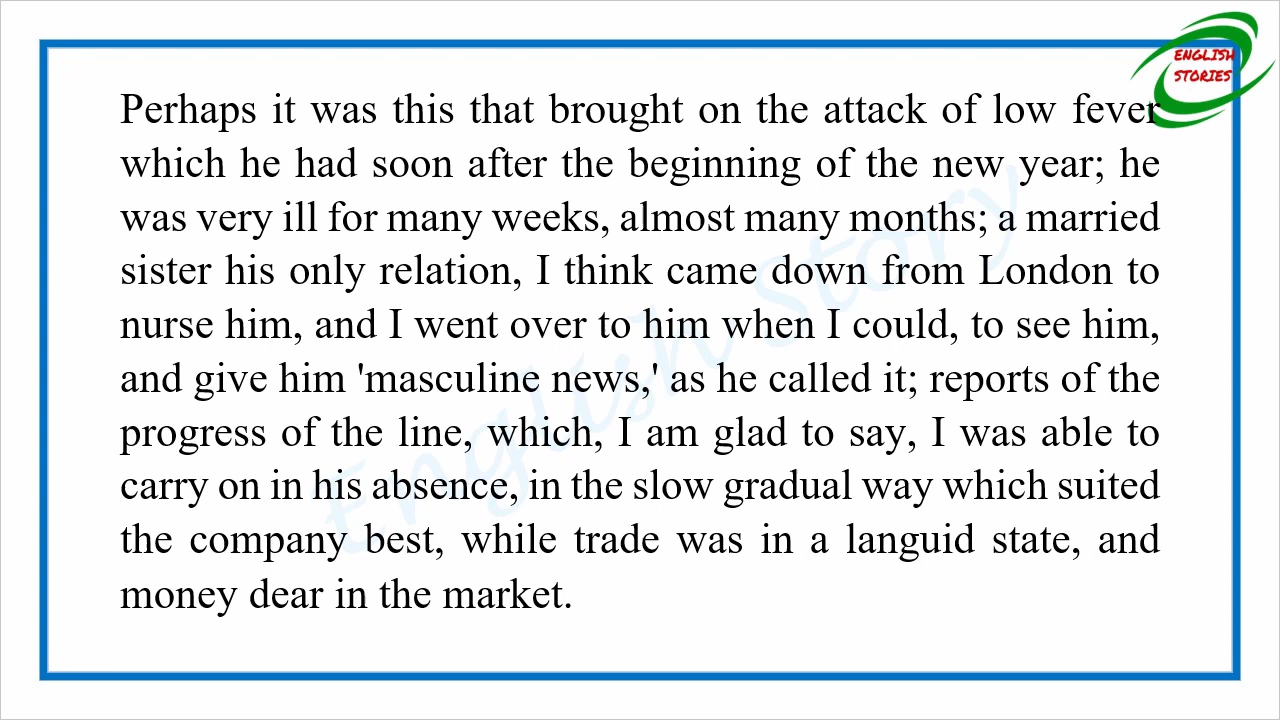 ENGLISH
STORIES
Perhaps it was this that brought on the attack of low fever
which he had soon after the beginning of the new year; he
was very ill for many weeks, almost many months; a married
sister his only relation, I think came down from London to
nurse him, and I went over to him when I could, to see him,
and give him 'masculine news,' as he called it; reports of the
progress of the line, which, I am glad to say, I was able to
carry on in his absence, in the slow gradual way which suited
the company best, while trade was in a languid state, and
money dear in the market.
English Story